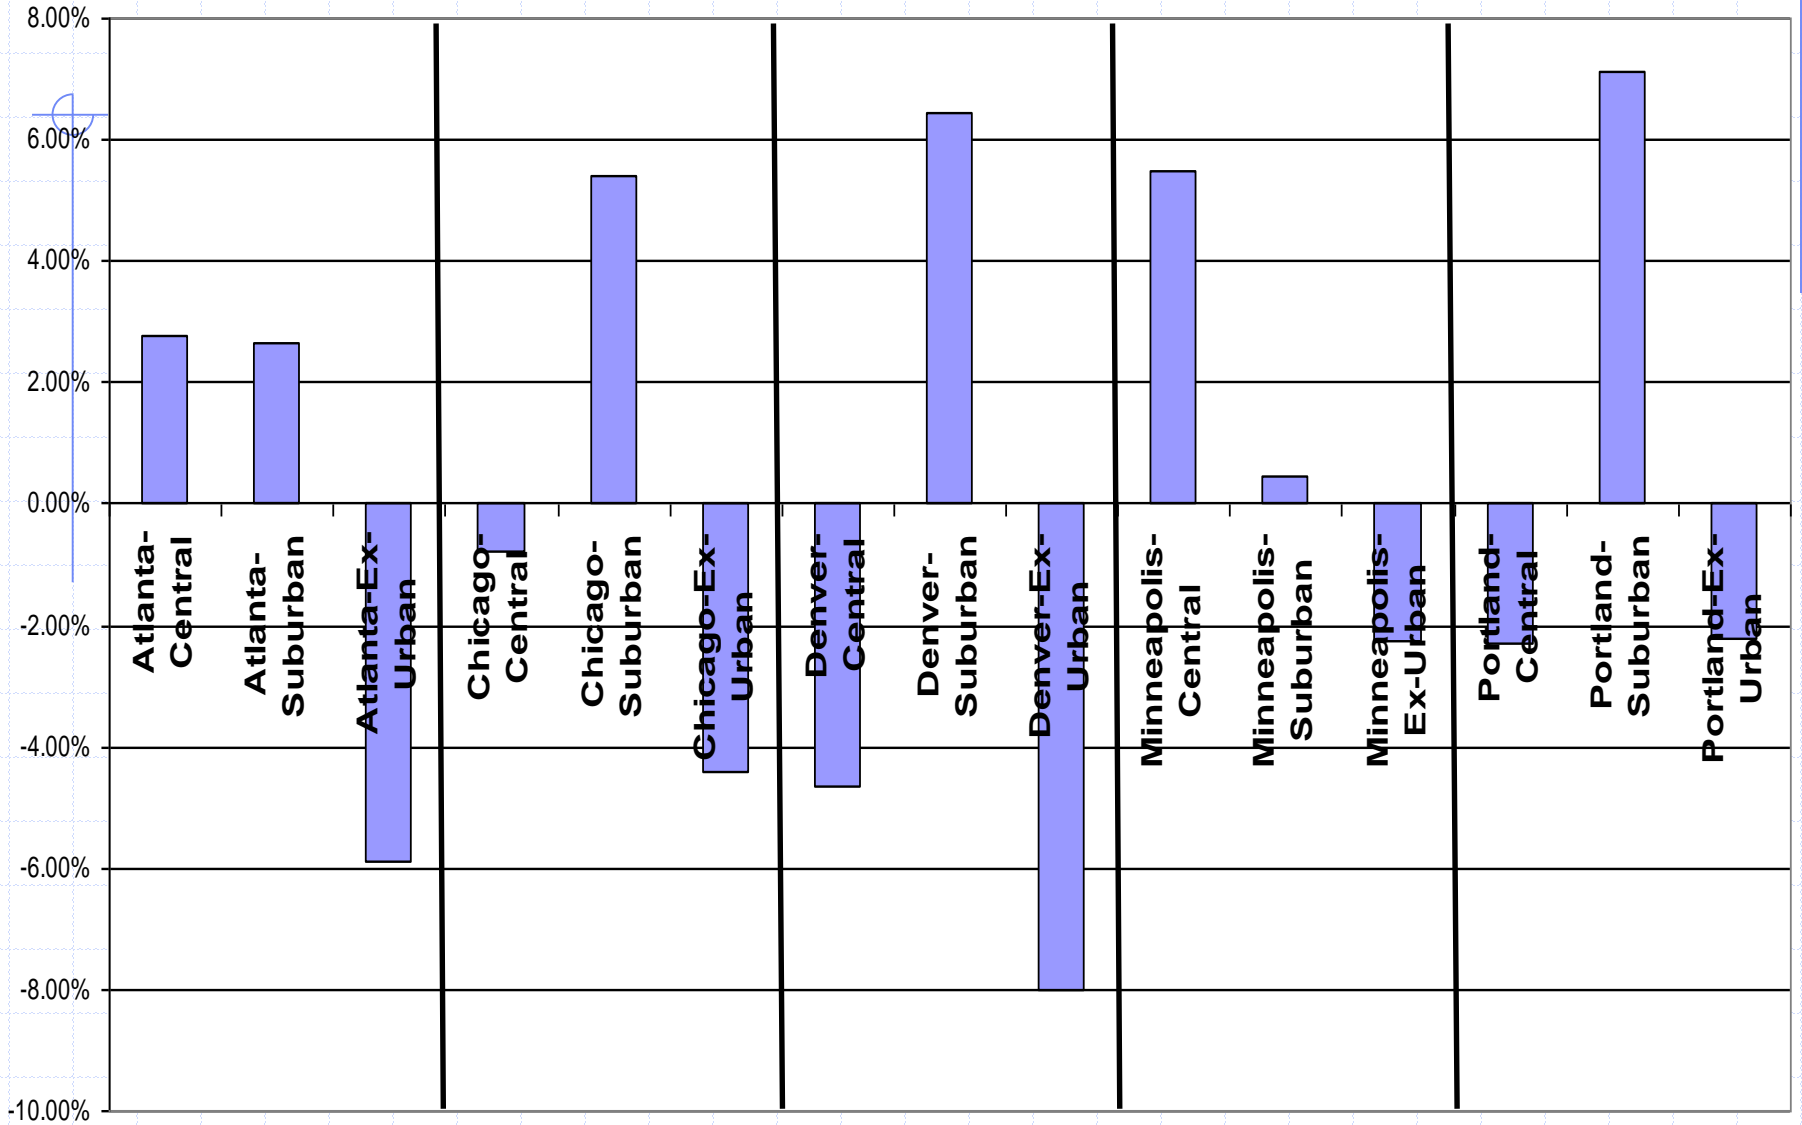 8.00%
6.00%
4.00%
2.00%
0.00%
-2.00%
-4.00%
-6.00%
-8.00%
-10.00%
Atlanta-
Central
Atlanta-
Suburban
Atlanta-Ex-
Urban
Chicago-
Central
Chicago-
Suburban
Chicago-Ex-
Urban
Denver-
Central
Denver-
Suburban
Denver-Ex-
Urban
Minneapolis-
Central
Minneapolis-
Suburban
Minneapolis-
Ex-Urban
Portland-
Central
Portland-
Suburban
Portland-Ex-
Urban